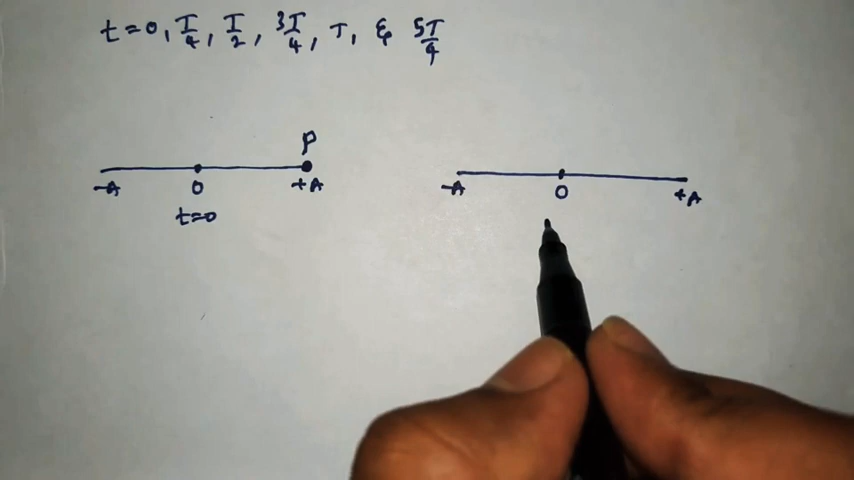 t=0, T/4, T/2, 3T/4, T, & 5T/4
P
-A 0 +A
t=0
-A 0 +A